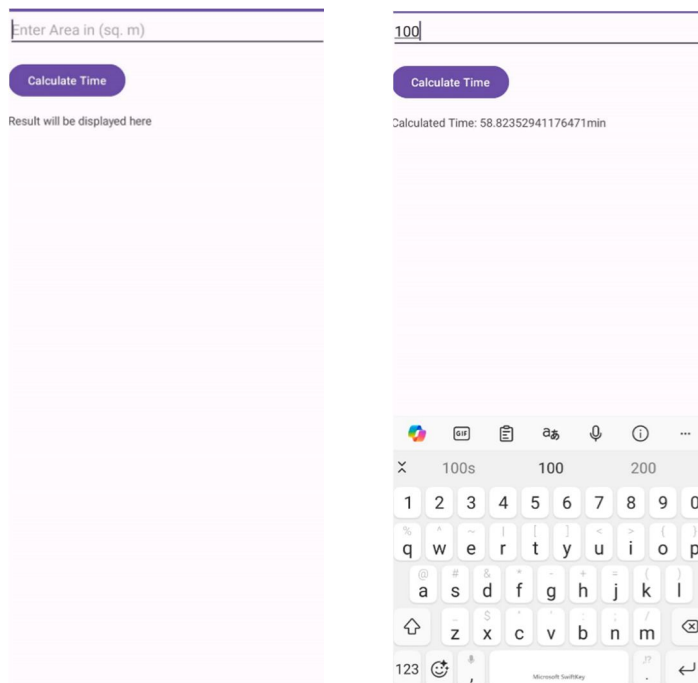 Enter Area in (sq. m)
Calculate Time
Result will be displayed here
100
Calculate Time
Calculated Time: 58.82352941176471min
GIF
100s 100 200
1 2 3 4 5 6 7 8 9 0
% ^ ~ | [ ] < > { }
q w e r t y u i o p
@ # & * - + = ( )
a s d f g h j k l
_ $ " ' : ; /
z x c v b n m
123 , Microsoft SwiftKey .